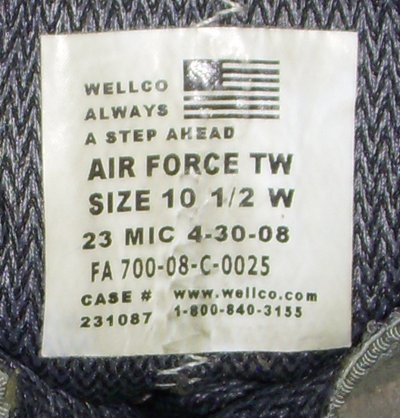 WELLCO
ALWAYS
A STEP AHEAD
AIR FORCE TW
SIZE 10 1/2 W
23 MIC 4-30-08
FA 700-08-C-0025
CASE # www.wellco.com
231087 1-800-840-3155